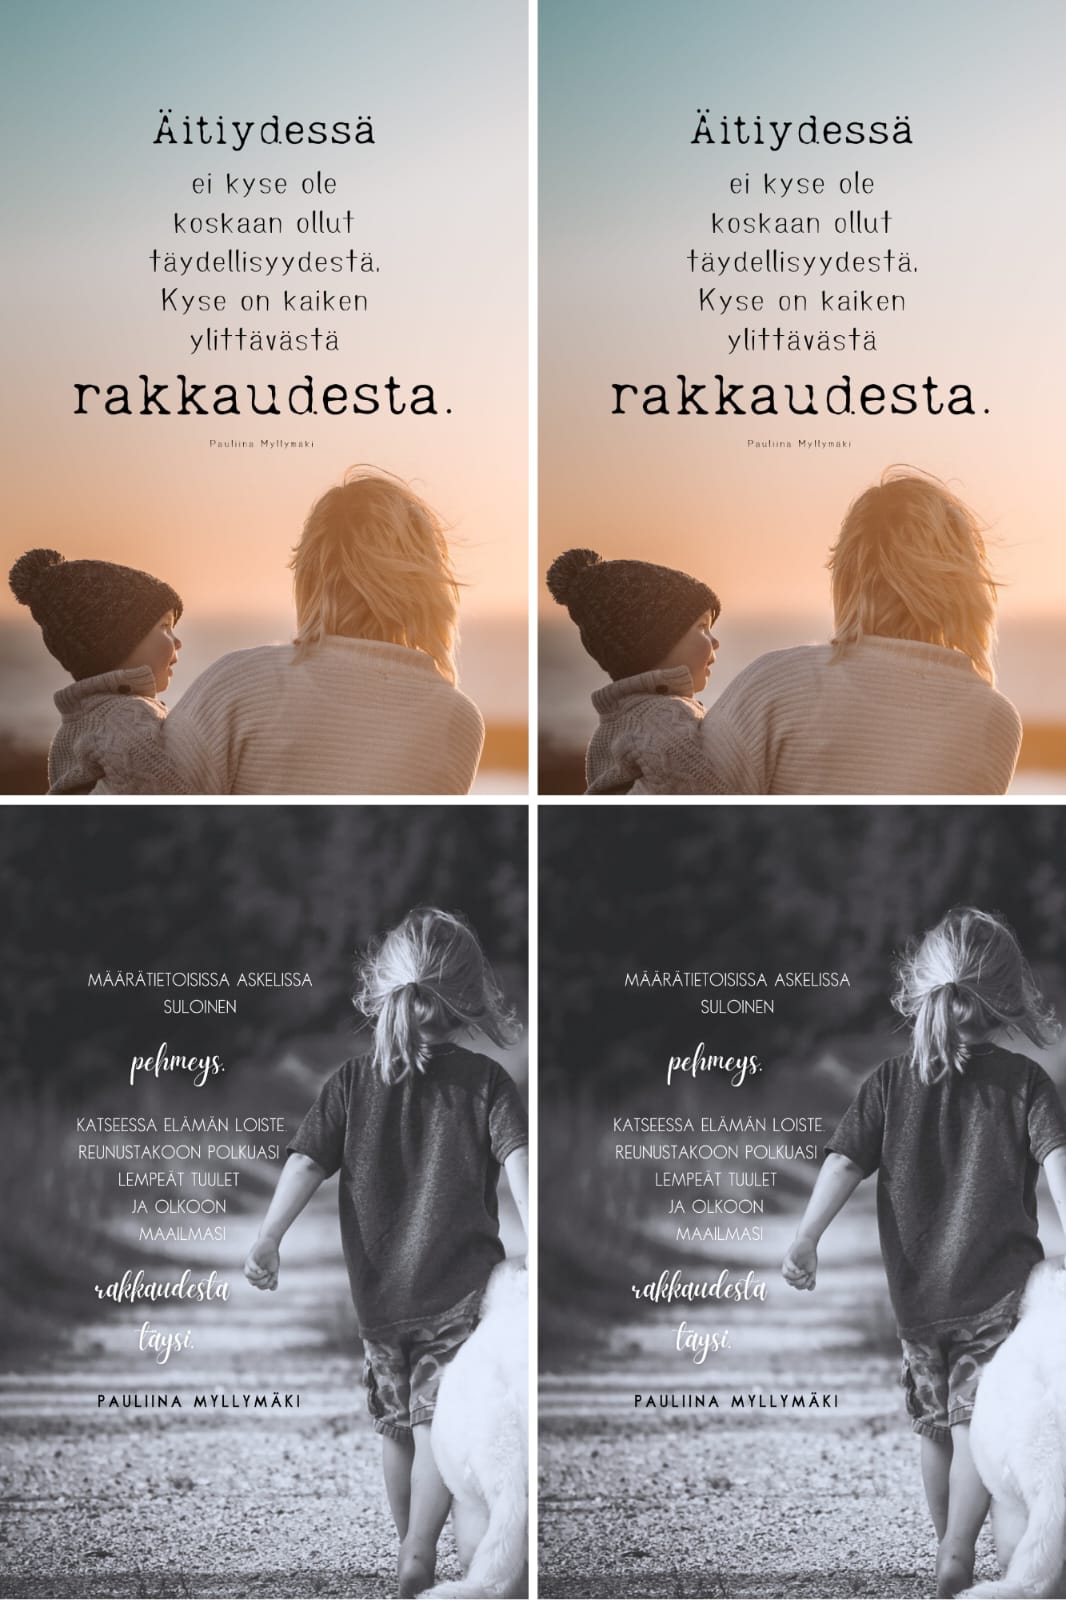 Äitiydessä
ei kyse ole
koskaan ollut
täydellisyydestä.
Kyse on kaiken
ylittävästä
rakkaudesta.
Pauliina Myllymäki
Äitiydessä
ei kyse ole
koskaan ollut
täydellisyydestä.
Kyse on kaiken
ylittävästä
rakkaudesta.
Pauliina Myllymäki
MÄÄRÄTIETOISISSA ASKELISSA
SULOINEN
pehmeys.
KATSEESSA ELÄMÄN LOISTE.
REUNUSTAKOON POLKUASI
LEMPEÄT TUULET
JA OLKOON
MAAILMASI
rakkaudesta
täysi.
PAULIINA MYLLYMÄKI
MÄÄRÄTIETOISISSA ASKELISSA
SULOINEN
pehmeys.
KATSEESSA ELÄMÄN LOISTE.
REUNUSTAKOON POLKUASI
LEMPEÄT TUULET
JA OLKOON
MAAILMASI
rakkaudesta
täysi.
PAULIINA MYLLYMÄKI